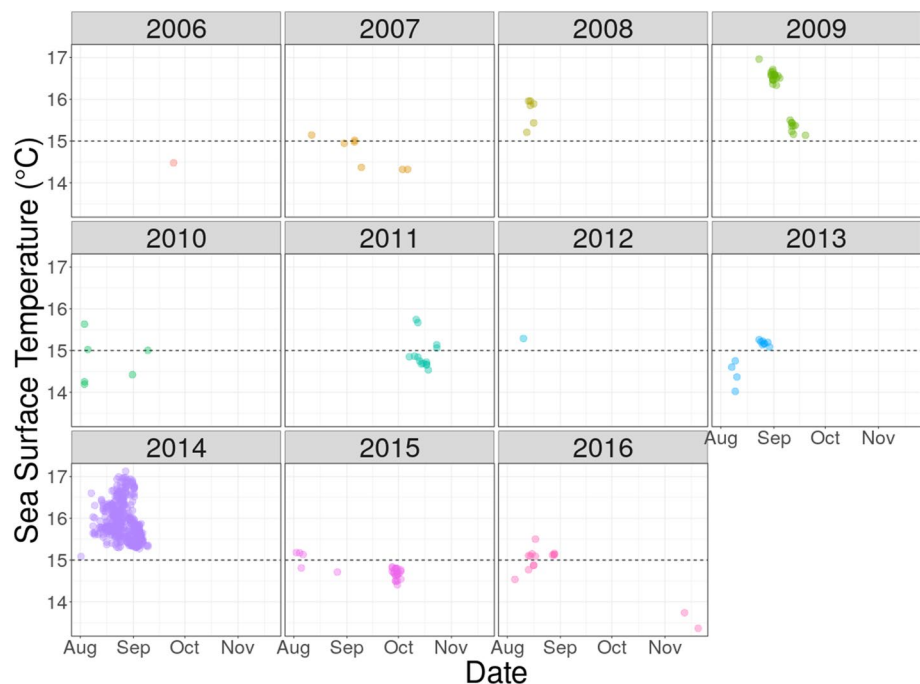 2006 2007 2008 2009
17
16
15
14
2010 2011 2012 2013
17
16
15
14
Aug Sep Oct Nov
2014 2015 2016
17
16
15
14
Aug Sep Oct Nov Aug Sep Oct Nov Aug Sep Oct Nov
Sea Surface Temperature (°C)
Date